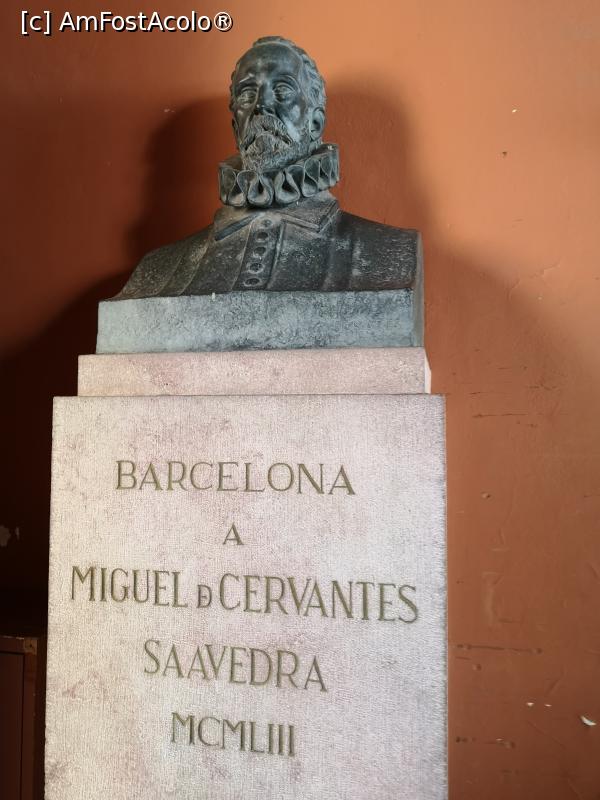 [c] AmFostAcolo®
BARCELONA
A
MIGUEL Đ CERVANTES
SAAVEDRA
MCMLIII